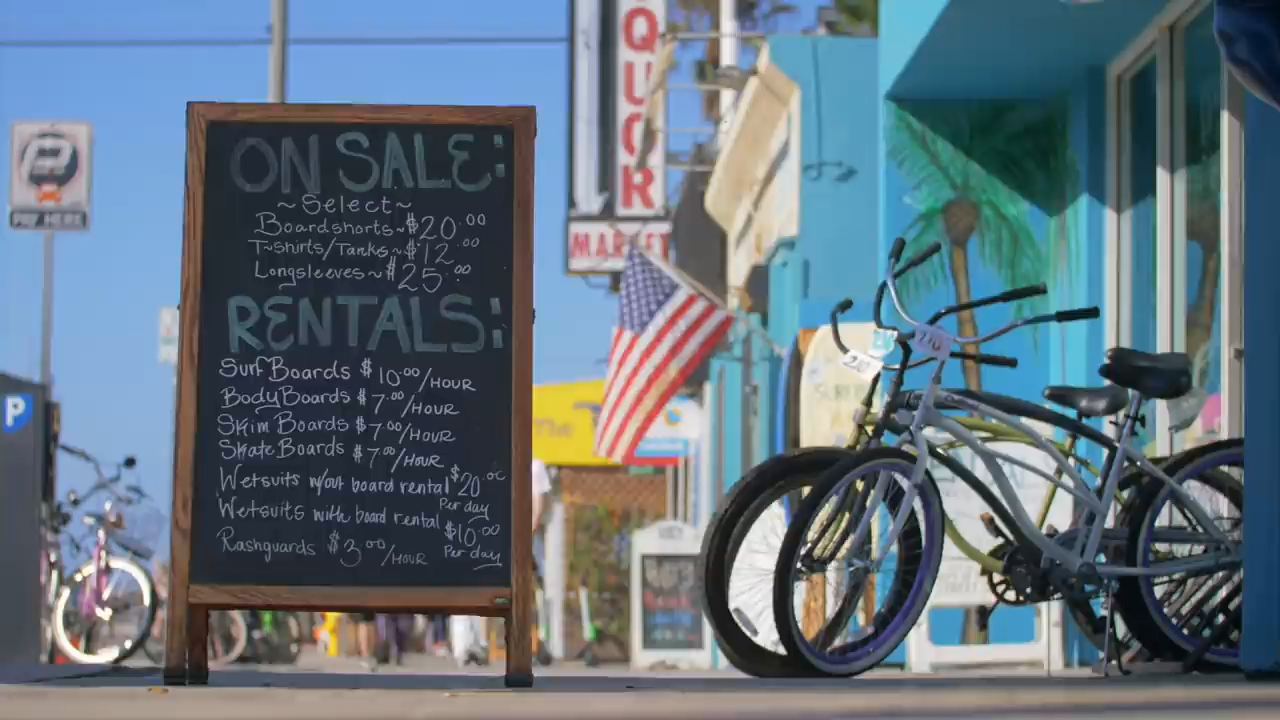 ON SALE:
~Select~
Boardshorts~$20.00
T-shirts/Tanks~$12.00
Longsleeves~$25.00
RENTALS:
Surf Boards $10.00/HOUR
Body Boards $7.00/HOUR
Skim Boards $7.00/HOUR
Skate Boards $7.00/HOUR
Wetsuits w/out board rental $20.00
Per day
Wetsuits with board rental $10.00
Per day
Rashguards $3.00/HOUR
PAY HERE
P
QUOR
MARKET
210